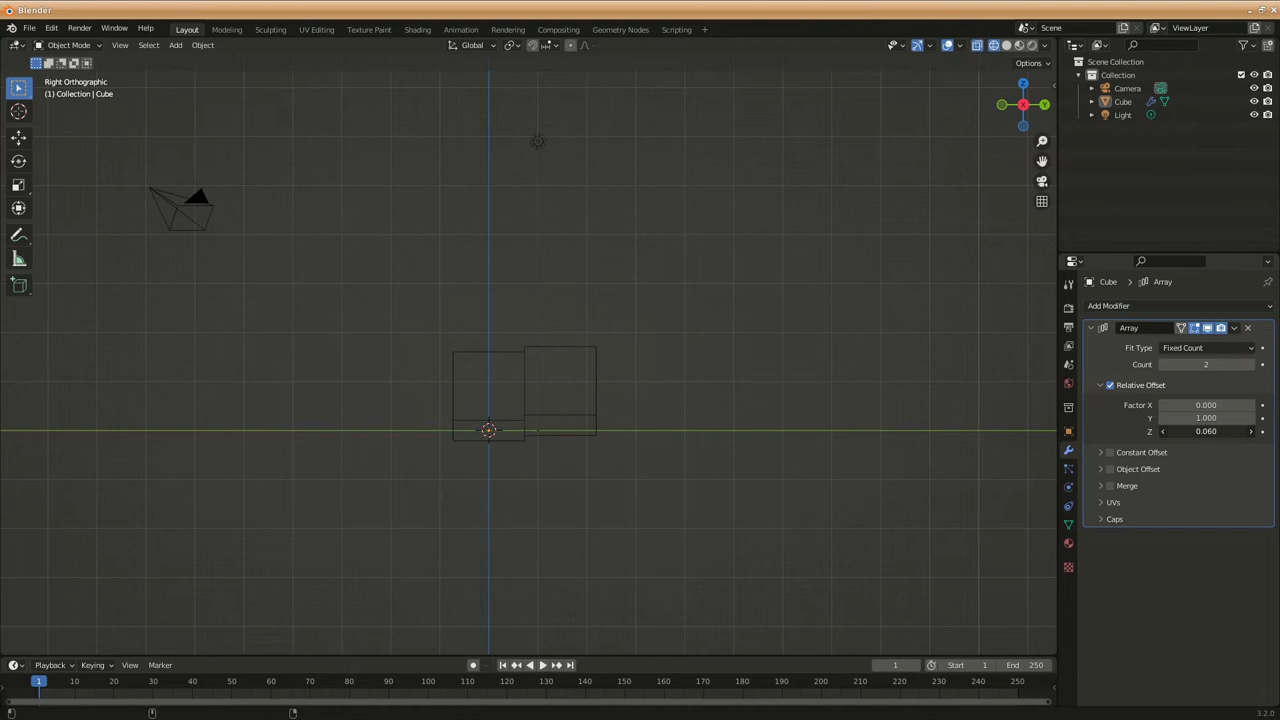 Blender
File Edit Render Window Help
Layout Modeling Sculpting UV Editing Texture Paint Shading Animation Rendering Compositing Geometry Nodes Scripting +
Scene
ViewLayer
Object Mode View Select Add Object
Global
Options
Right Orthographic
(1) Collection | Cube
Z
X
Y
Scene Collection
Collection
Camera
Cube
Light
Cube > Array
Add Modifier
Array
Fit Type Fixed Count
Count 2
Relative Offset
Factor X 0.000
Y 1.000
Z 0.060
Constant Offset
Object Offset
Merge
UVs
Caps
Playback Keying View Marker
1
Start 1
End 250
1 10 20 30 40 50 60 70 80 90 100 110 120 130 140 150 160 170 180 190 200 210 220 230 240 250
3.2.0